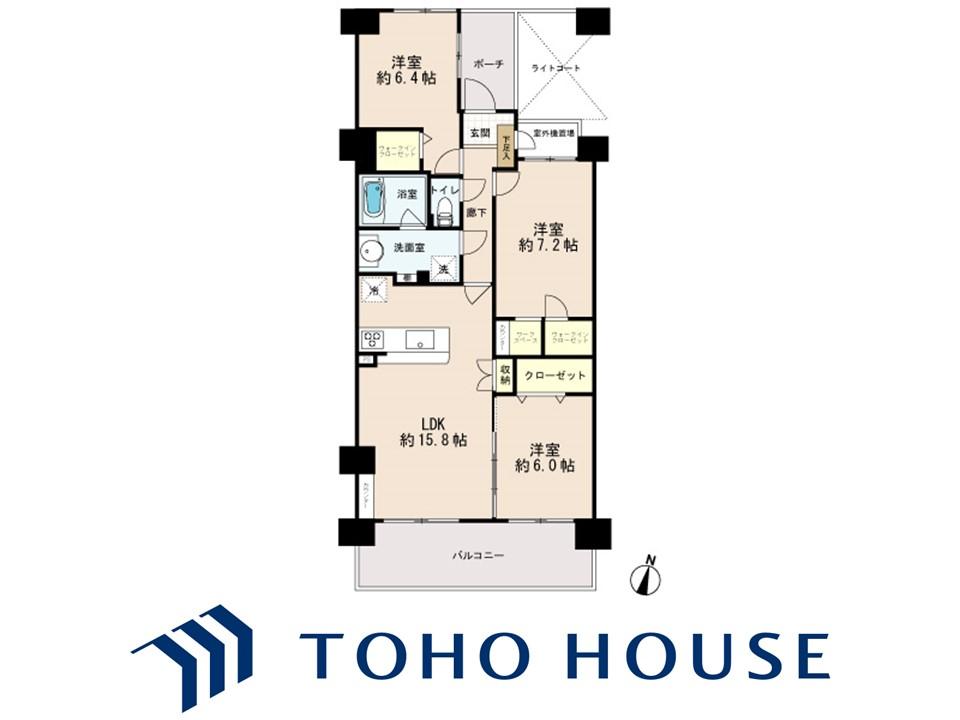 洋室
約6.4帖
ポーチ
ライトコート
玄関
下足入
室外機置場
ウォークイン
クローゼット
浴室
トイレ
廊下
洋室
約7.2帖
洗面室
洗
棚
冷
カウンター
ワーク
スペース
ウォークイン
クローゼット
PS
収納
クローゼット
LDK
約15.8帖
洋室
約6.0帖
カウンター
バルコニー
N
TOHO HOUSE